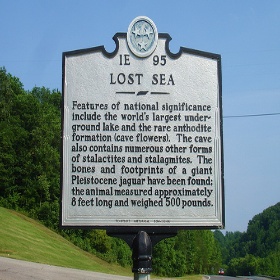 1E 95
LOST SEA
Features of national significance
include the world's largest under-
ground lake and the rare anthodite
formation (cave flowers). The cave
also contains numerous other forms
of stalactites and stalagmites. The
bones and footprints of a giant
Pleistocene jaguar have been found;
the animal measured approximately
8 feet long and weighed 500 pounds.